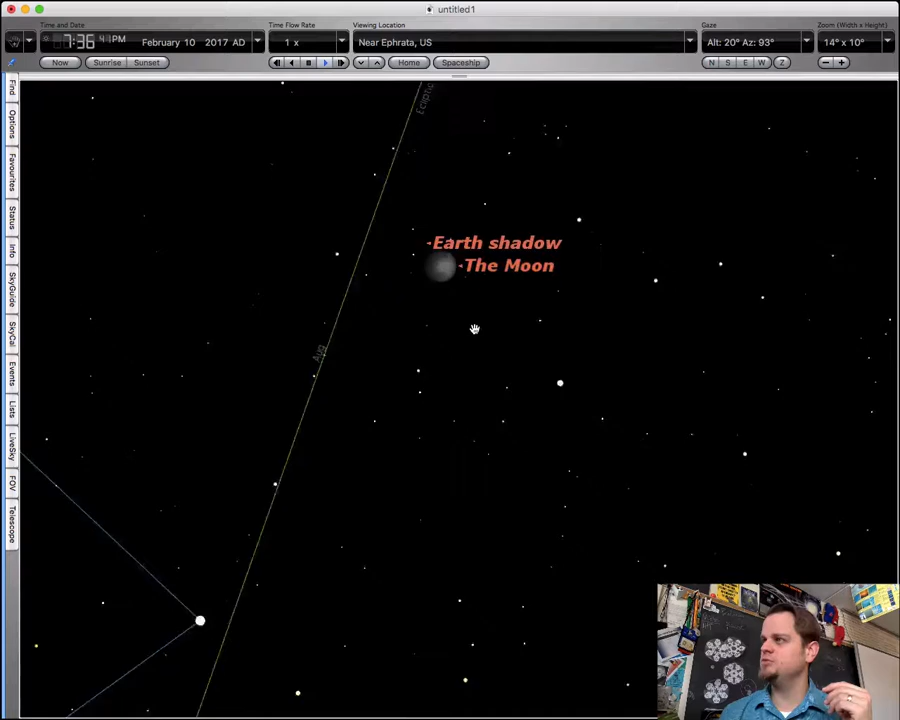 untitled1
Time and Date
Time Flow Rate
Viewing Location
Gaze
Zoom (Width x Height)
7:36 41 PM
February 10 2017 AD
1 x
Near Ephrata, US
Alt: 20° Az: 93°
14° x 10°
Now
Sunrise
Sunset
Home
Spaceship
N
S
E
W
Z
Find
Options
Favourites
Status
Info
SkyGuide
SkyCal
Events
Lists
LiveSky
FOV
Telescope
Ecliptic
Earth shadow
The Moon
Aug